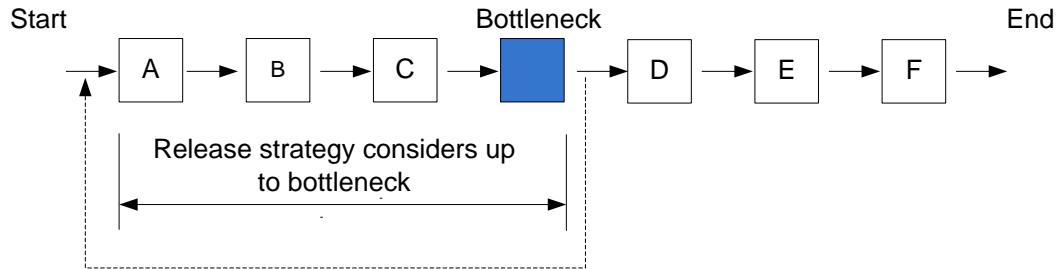 Start
Bottleneck
End
A
B
C
D
E
F
Release strategy considers up
to bottleneck